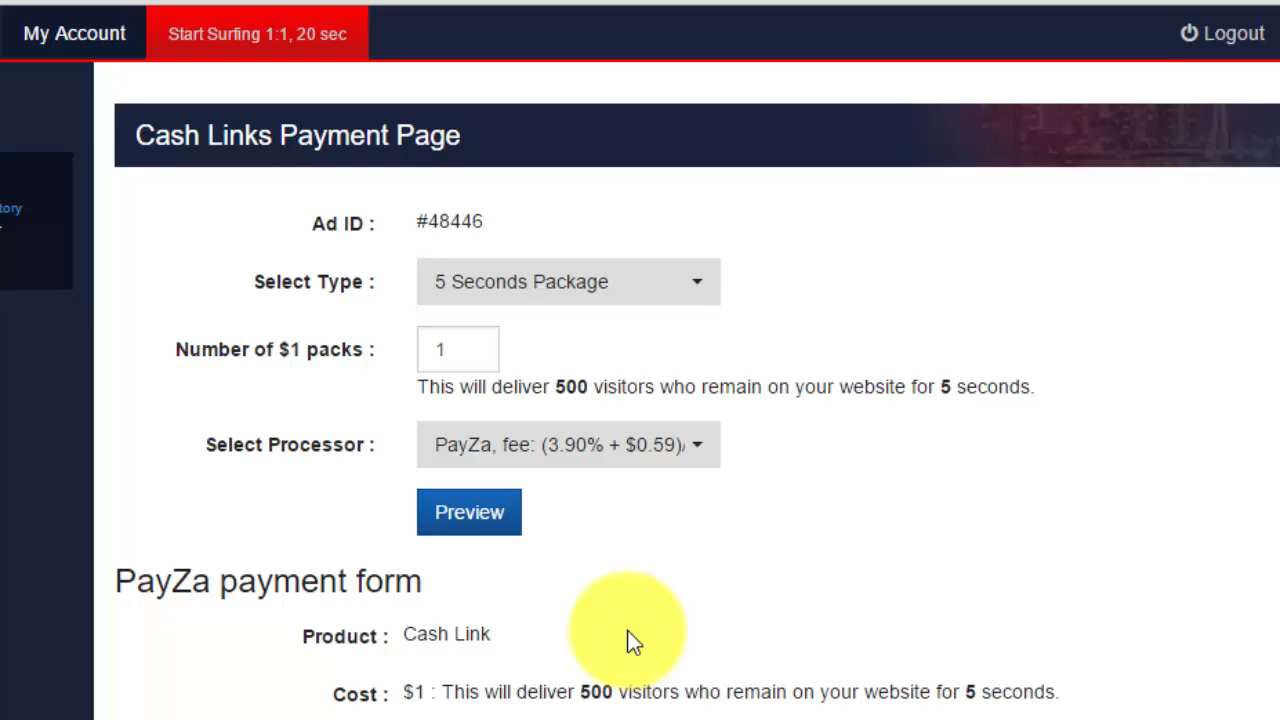 My Account
Start Surfing 1:1, 20 sec
Logout
tory
Cash Links Payment Page
Ad ID :
#48446
Select Type :
5 Seconds Package
Number of $1 packs :
1
This will deliver 500 visitors who remain on your website for 5 seconds.
Select Processor :
PayZa, fee: (3.90% + $0.59)
Preview
PayZa payment form
Product :
Cash Link
Cost :
$1 : This will deliver 500 visitors who remain on your website for 5 seconds.